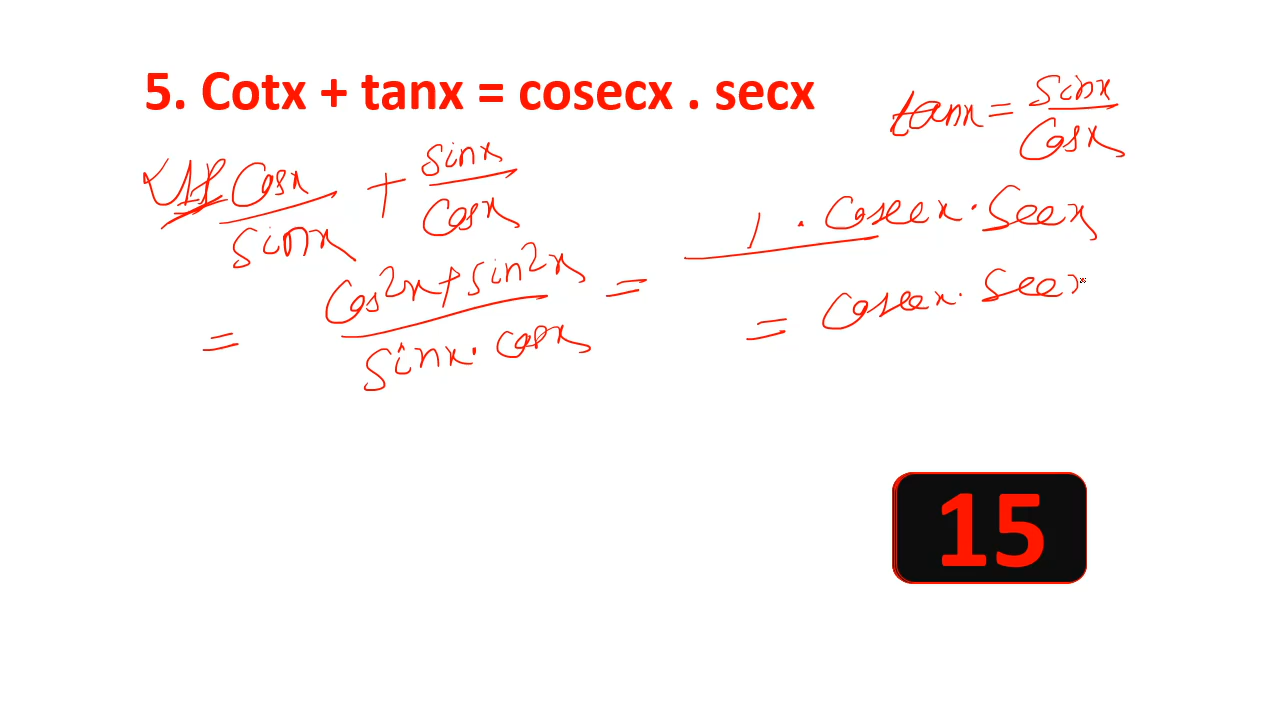 5. Cotx + tanx = cosecx . secx
tanx = sinx / cosx
cosx / sinx + sinx / cosx
= cos²x + sin²x / sinx . cosx = 1 . cosecx . secx
= cosecx . secx
15